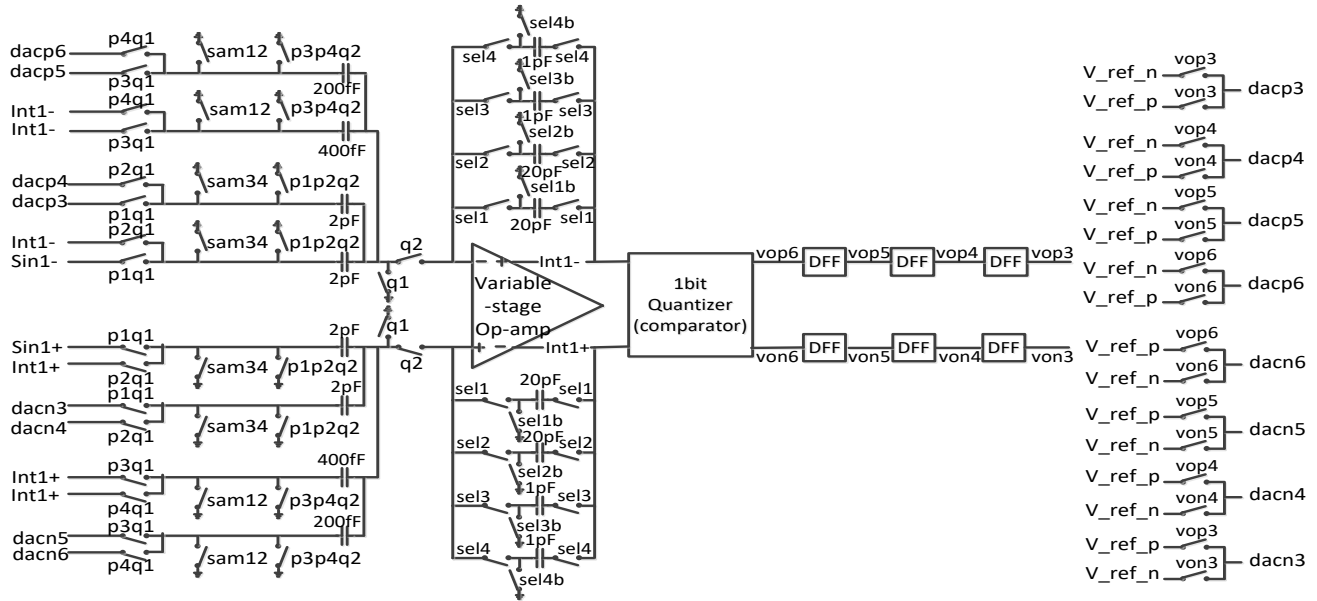 dacp6
dacp5
p4q1
p3q1
sam12
p3p4q2
200fF
Int1-
Int1-
p4q1
p3q1
sam12
p3p4q2
400fF
dacp4
dacp3
p2q1
p1q1
sam34
p1p2q2
2pF
Int1-
Sin1-
p2q1
p1q1
sam34
p1p2q2
2pF
q2
q1
q1
q2
Sin1+
Int1+
p1q1
p2q1
sam34
p1p2q2
2pF
dacn3
dacn4
p1q1
p2q1
sam34
p1p2q2
2pF
Int1+
Int1+
p3q1
p4q1
sam12
p3p4q2
400fF
dacn5
dacn6
p3q1
p4q1
sam12
p3p4q2
200fF
sel4b
sel4
1pF
sel4
sel3b
sel3
1pF
sel3
sel2b
sel2
20pF
sel2
sel1b
sel1
20pF
sel1
- +
Int1-
Variable
-stage
Op-amp
+ -
Int1+
sel1
20pF
sel1
sel1b
sel2
20pF
sel2
sel2b
sel3
1pF
sel3
sel3b
sel4
1pF
sel4
sel4b
1bit
Quantizer
(comparator)
vop6
DFF
vop5
DFF
vop4
DFF
vop3
von6
DFF
von5
DFF
von4
DFF
von3
V_ref_n
vop3
V_ref_p
von3
dacp3
V_ref_n
vop4
V_ref_p
von4
dacp4
V_ref_n
vop5
V_ref_p
von5
dacp5
V_ref_n
vop6
V_ref_p
von6
dacp6
V_ref_p
vop6
V_ref_n
von6
dacn6
V_ref_p
vop5
V_ref_n
von5
dacn5
V_ref_p
vop4
V_ref_n
von4
dacn4
V_ref_p
vop3
V_ref_n
von3
dacn3